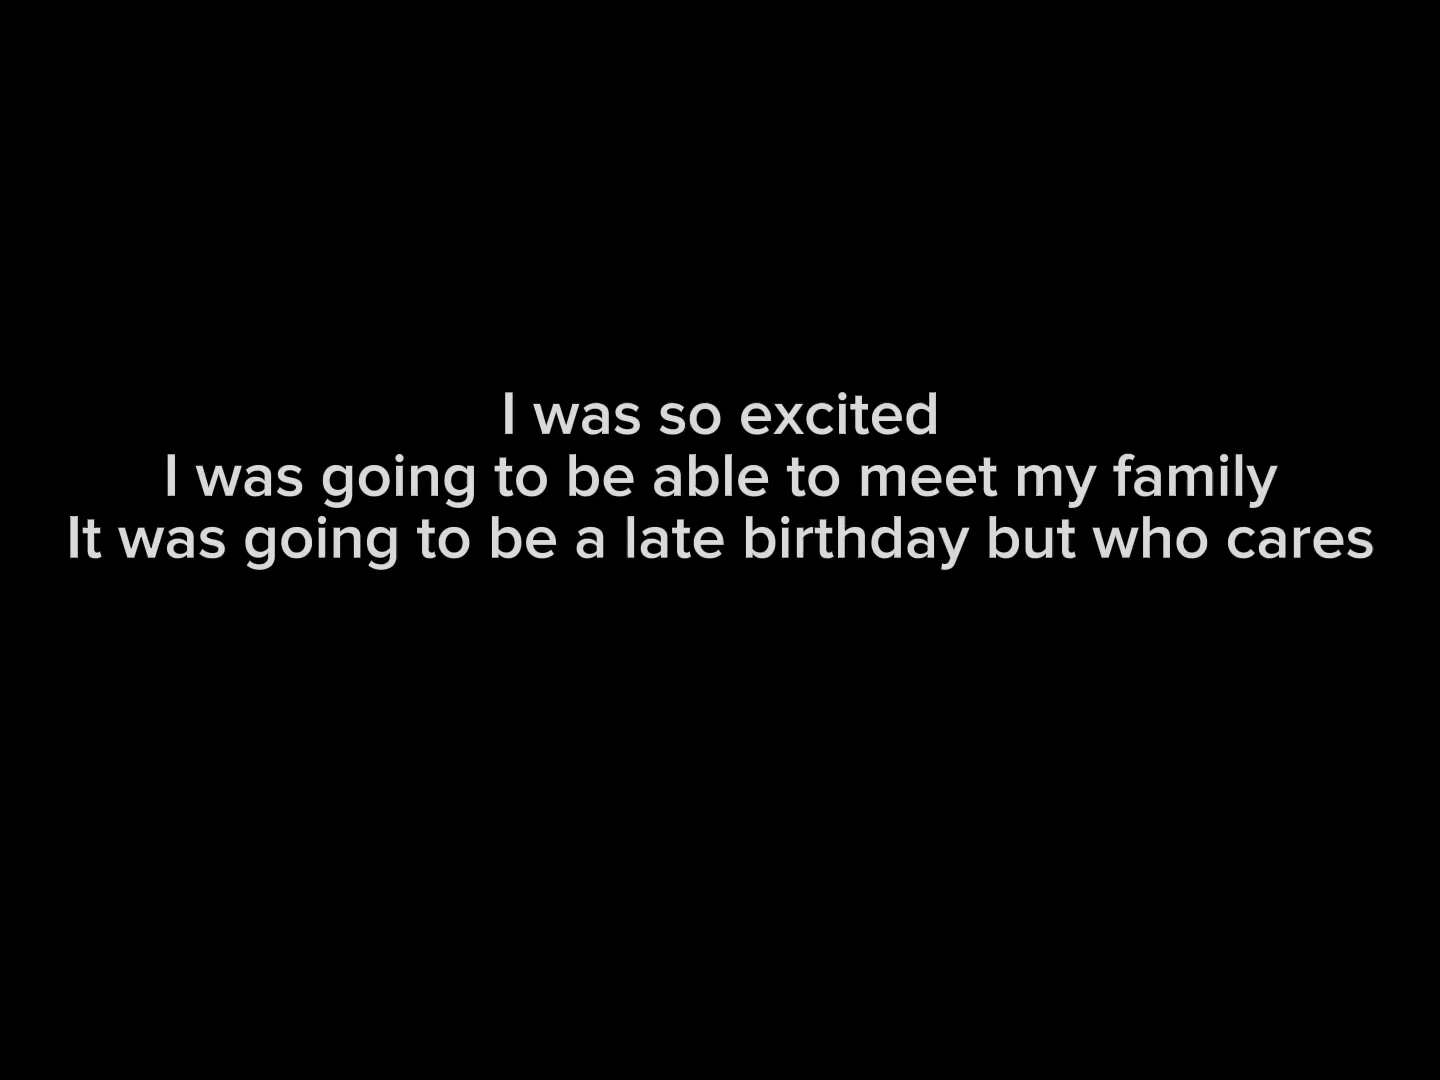 I was so excited
I was going to be able to meet my family
It was going to be a late birthday but who cares